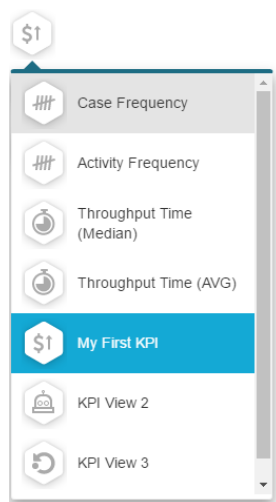 $↑
Case Frequency
Activity Frequency
Throughput Time
(Median)
Throughput Time (AVG)
$↑ My First KPI
KPI View 2
KPI View 3